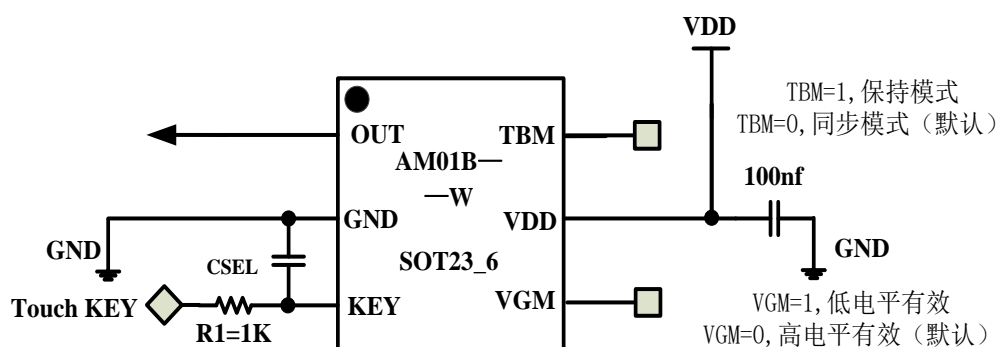 VDD
TBM=1,保持模式
TBM=0,同步模式（默认）
OUT
TBM
AM01B—
—W
100nf
GND
GND
VDD
GND
CSEL
SOT23_6
Touch KEY
KEY
VGM
R1=1K
VGM=1,低电平有效
VGM=0,高电平有效（默认）